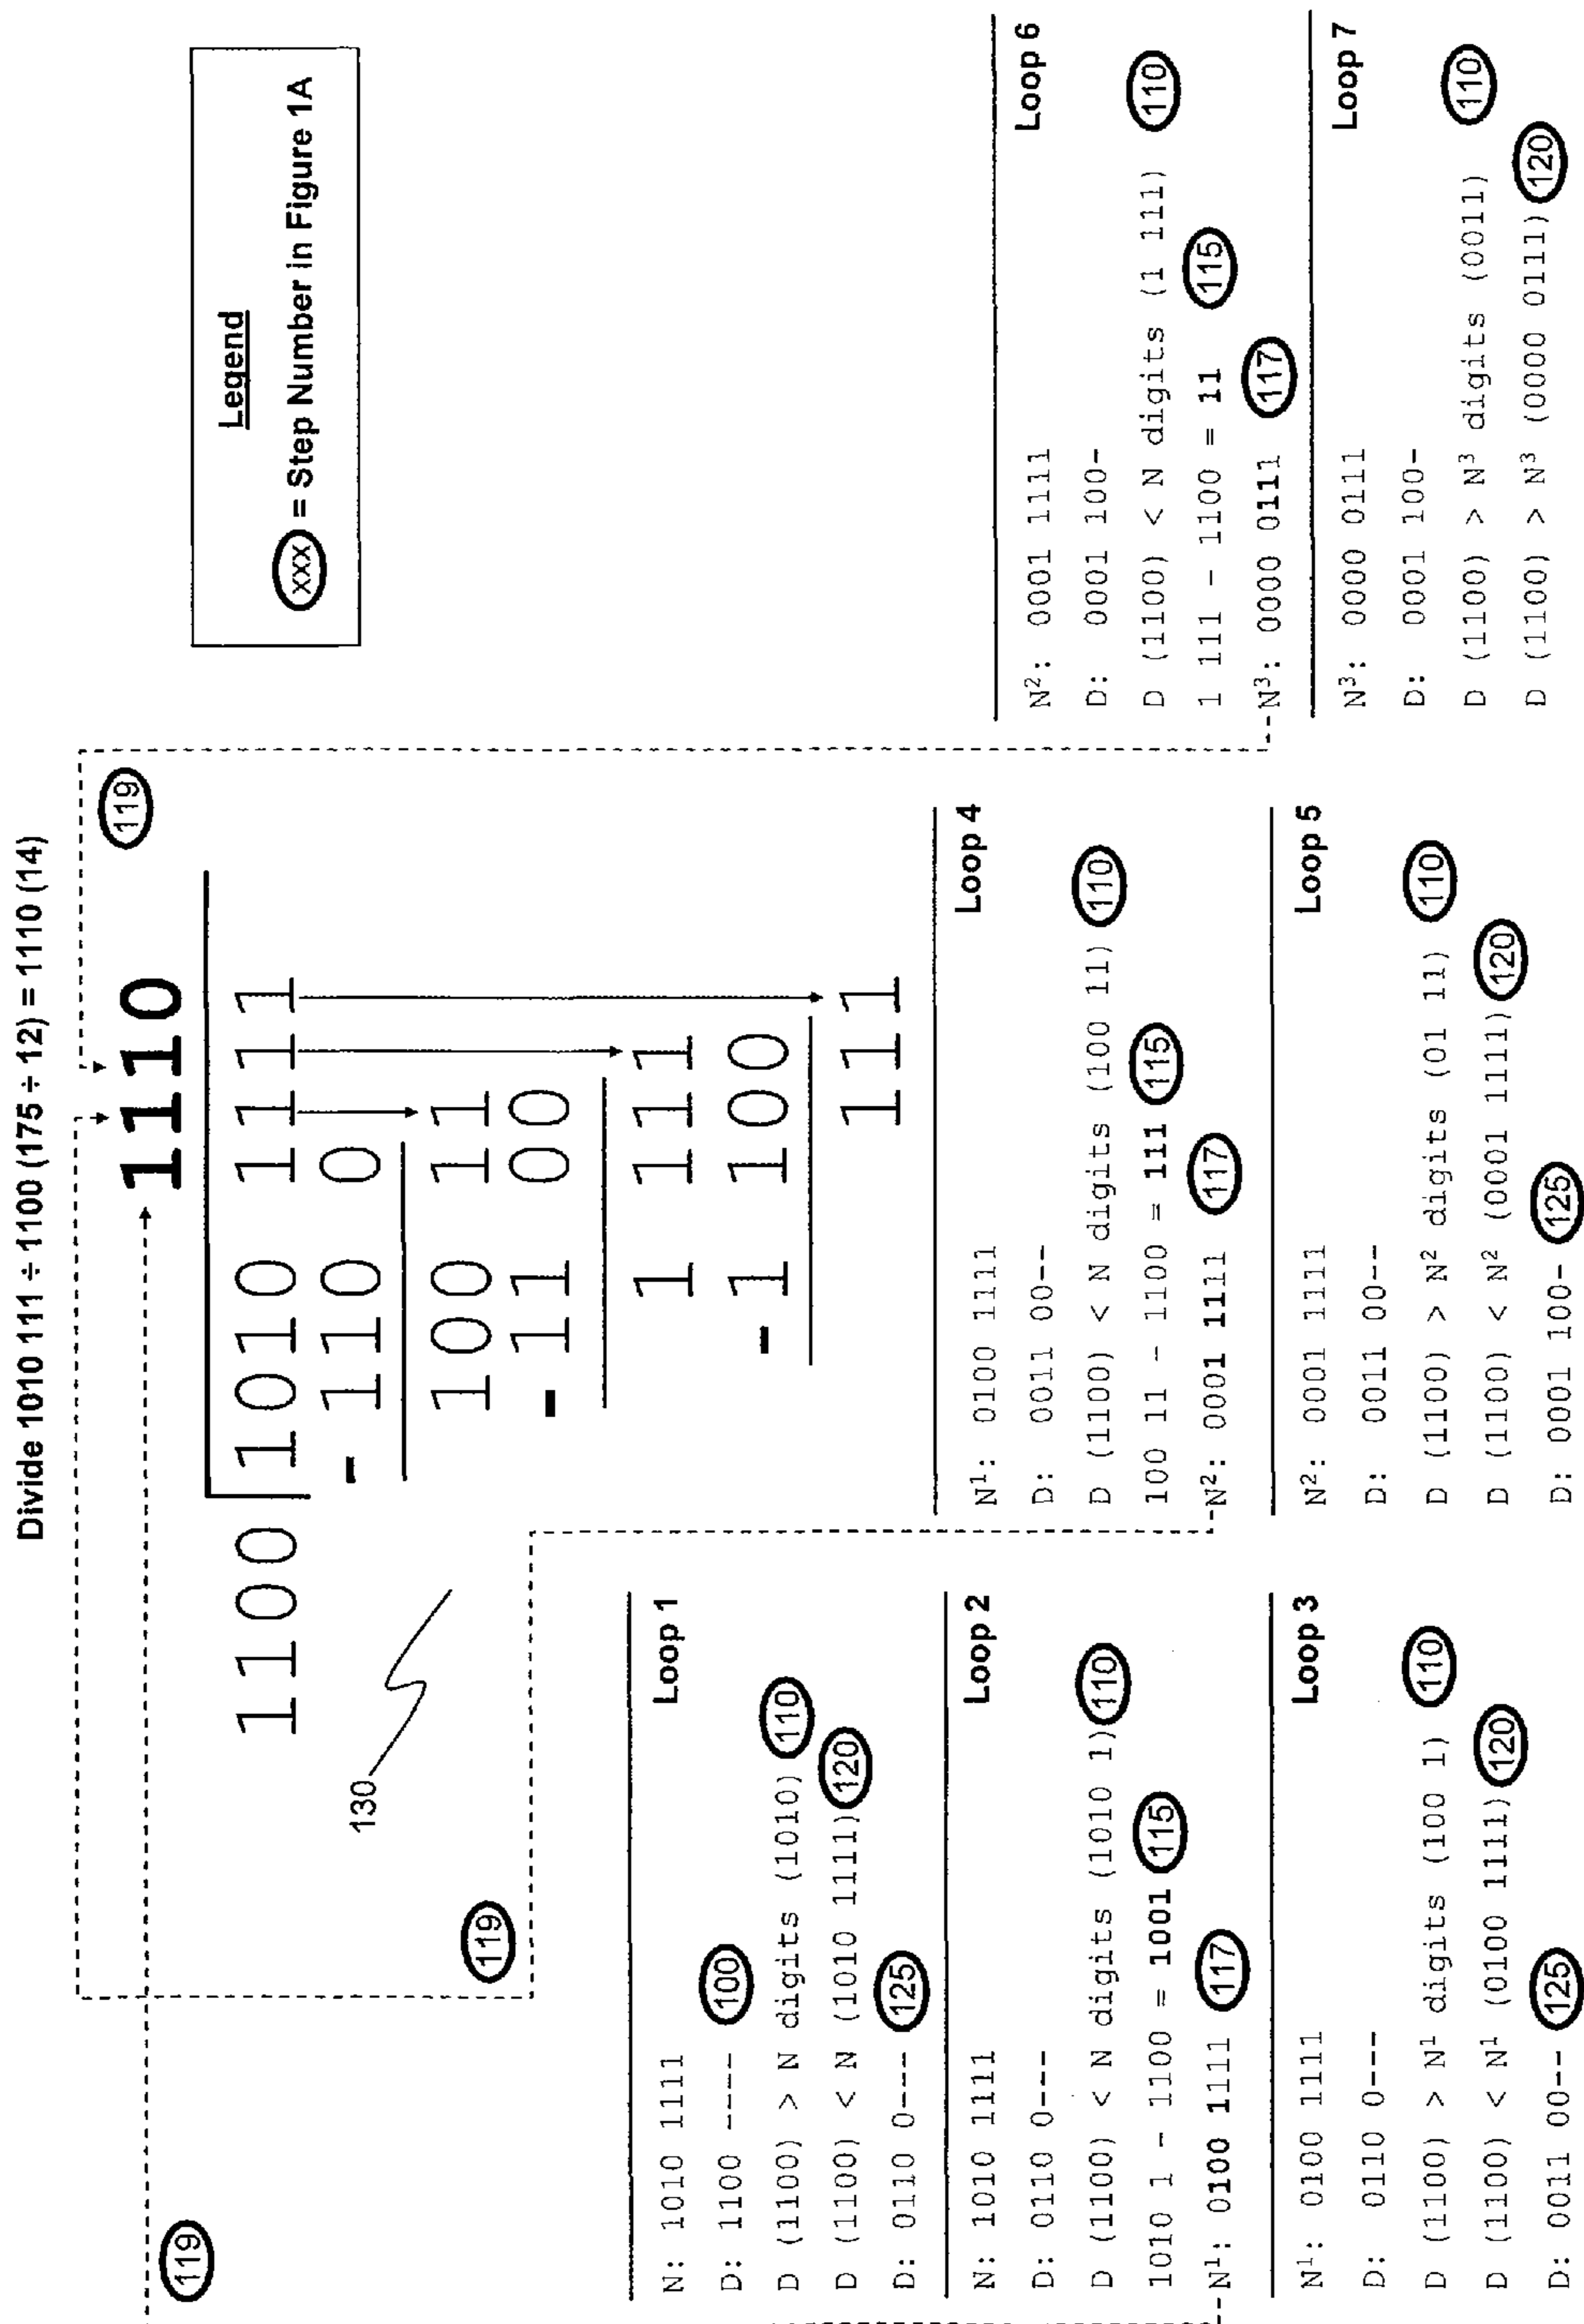 Divide 1010 111 ÷ 1100 (175 ÷ 12) = 1110 (14)
119
119
119
130
1110
1100 1010 1111
- 110 0
100 1
- 11 00
1 111
- 1 100
111
Legend
xxx = Step Number in Figure 1A
Loop 1
N: 1010 1111
D: 1100 ---- 100
D (1100) > N digits (1010) 110
D (1100) < N (1010 1111) 120
D: 0110 0--- 125
Loop 2
N: 1010 1111
D: 0110 0---
D (1100) < N digits (1010 1) 110
1010 1 - 1100 = 1001 115
N¹: 0100 1111 117
Loop 3
N¹: 0100 1111
D: 0110 0---
D (1100) > N¹ digits (100 1) 110
D (1100) < N¹ (0100 1111) 120
D: 0011 00-- 125
Loop 4
N¹: 0100 1111
D: 0011 00--
D (1100) < N digits (100 11) 110
100 11 - 1100 = 111 115
N²: 0001 1111 117
Loop 5
N²: 0001 1111
D: 0011 00--
D (1100) > N² digits (01 11) 110
D (1100) < N² (0001 1111) 120
D: 0001 100- 125
Loop 6
N²: 0001 1111
D: 0001 100-
D (1100) < N digits (1 111) 110
1 111 - 1100 = 11 115
N³: 0000 0111 117
Loop 7
N³: 0000 0111
D: 0001 100-
D (1100) > N³ digits (0011) 110
D (1100) > N³ (0000 0111) 120